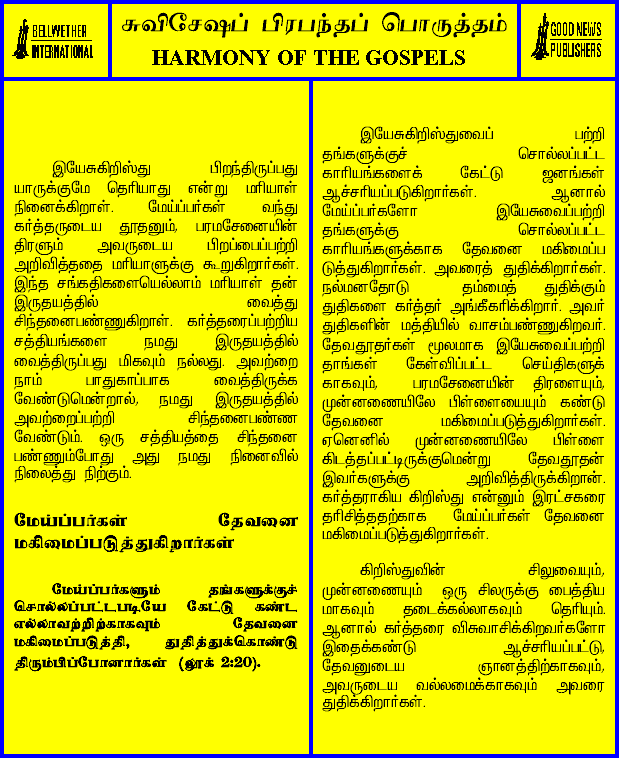 BELLWETHER
INTERNATIONAL
சுவிசேஷப் பிரபந்தப் பொருத்தம்
HARMONY OF THE GOSPELS
GOOD NEWS
PUBLISHERS
இயேசுகிறிஸ்து பிறந்திருப்பது
யாருக்குமே தெரியாது என்று மரியாள்
நினைக்கிறாள். மேய்ப்பர்கள் வந்து
கர்த்தருடைய தூதனும், பரமசேனையின்
திரளும் அவருடைய பிறப்பைப்பற்றி
அறிவித்ததை மரியாளுக்கு கூறுகிறார்கள்.
இந்த சங்கதிகளையெல்லாம் மரியாள் தன்
இருதயத்தில் வைத்து
சிந்தனைபண்ணுகிறாள். கர்த்தரைப்பற்றிய
சத்தியங்களை நமது இருதயத்தில்
வைத்திருப்பது மிகவும் நல்லது. அவற்றை
நாம் பாதுகாப்பாக வைத்திருக்க
வேண்டுமென்றால், நமது இருதயத்தில்
அவற்றைப்பற்றி சிந்தனைபண்ண
வேண்டும். ஒரு சத்தியத்தை சிந்தனை
பண்ணும்போது அது நமது நினைவில்
நிலைத்து நிற்கும்.
மேய்ப்பர்கள் தேவனை
மகிமைப்படுத்துகிறார்கள்
மேய்ப்பர்களும் தங்களுக்குச்
சொல்லப்பட்டபடியே கேட்டு கண்ட
எல்லாவற்றிற்காகவும் தேவனை
மகிமைப்படுத்தி, துதித்துக்கொண்டு
திரும்பிப்போனார்கள் (லூக் 2:20).
இயேசுகிறிஸ்துவைப் பற்றி
தங்களுக்குச் சொல்லப்பட்ட
காரியங்களைக் கேட்டு ஜனங்கள்
ஆச்சரியப்படுகிறார்கள். ஆனால்
மேய்ப்பர்களோ இயேசுவைப்பற்றி
தங்களுக்கு சொல்லப்பட்ட
காரியங்களுக்காக தேவனை மகிமைப்ப
டுத்துகிறார்கள். அவரைத் துதிக்கிறார்கள்.
நல்மனதோடு தம்மைத் துதிக்கும்
துதிகளை கர்த்தர் அங்கீகரிக்கிறார். அவர்
துதிகளின் மத்தியில் வாசம்பண்ணுகிறவர்.
தேவதூதர்கள் மூலமாக இயேசுவைப்பற்றி
தாங்கள் கேள்விப்பட்ட செய்திகளுக்
காகவும், பரமசேனையின் திரளையும்,
முன்னணையிலே பிள்ளையையும் கண்டு
தேவனை மகிமைப்படுத்துகிறார்கள்.
ஏனெனில் முன்னணையிலே பிள்ளை
கிடத்தப்பட்டிருக்குமென்று தேவதூதன்
இவர்களுக்கு அறிவித்திருக்கிறான்.
கர்த்தராகிய கிறிஸ்து என்னும் இரட்சகரை
தரிசித்ததற்காக மேய்ப்பர்கள் தேவனை
மகிமைப்படுத்துகிறார்கள்.
கிறிஸ்துவின் சிலுவையும்,
முன்னணையும் ஒரு சிலருக்கு பைத்திய
மாகவும் தடைக்கல்லாகவும் தெரியும்.
ஆனால் கர்த்தரை விசுவாசிக்கிறவர்களோ
இதைக்கண்டு ஆச்சரியப்பட்டு,
தேவனுடைய ஞானத்திற்காகவும்,
அவருடைய வல்லமைக்காகவும் அவரை
துதிக்கிறார்கள்.